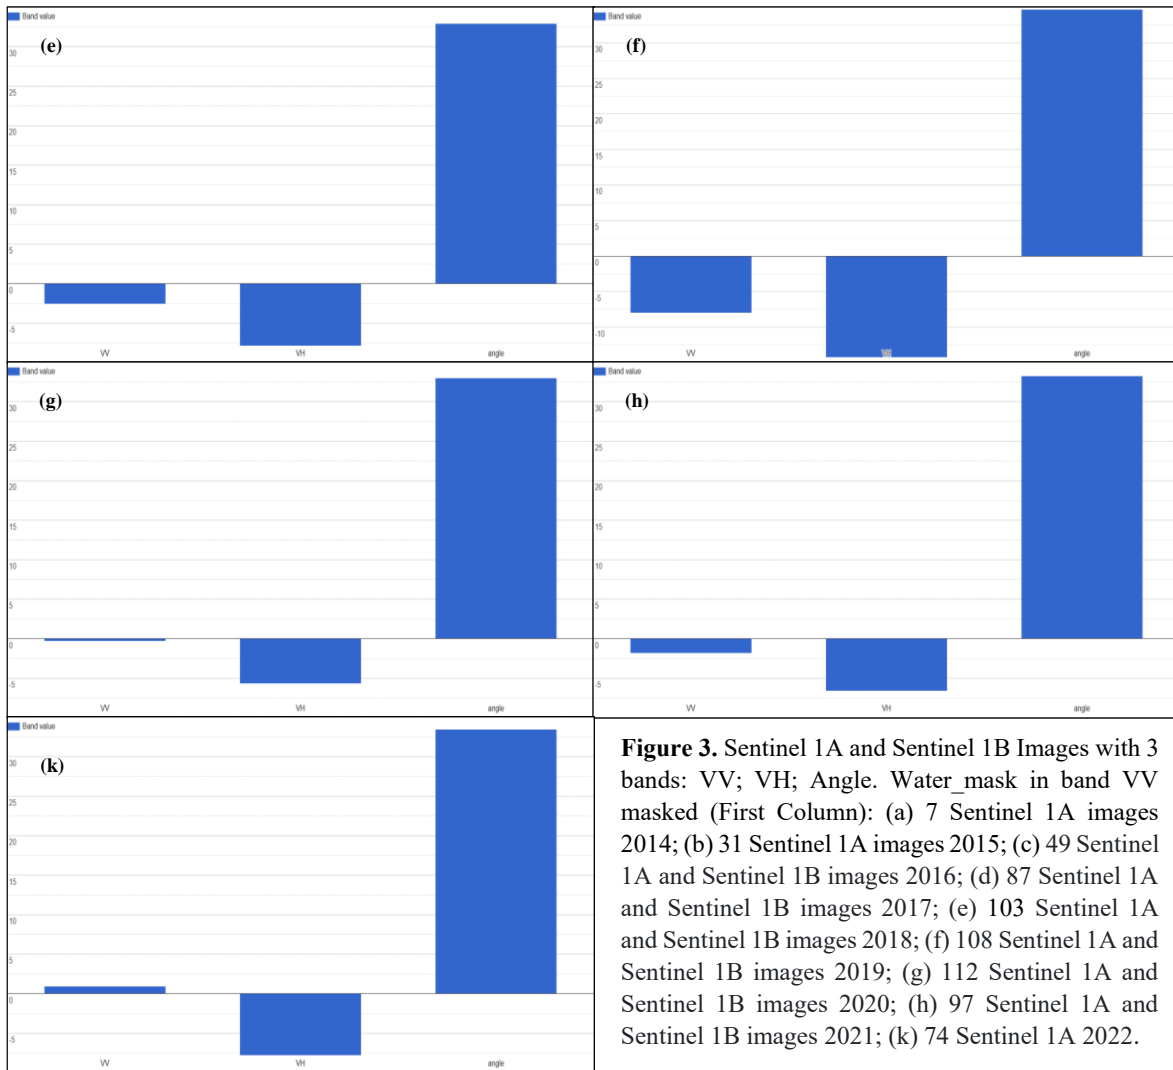 Band value
(e)
30
25
20
15
10
5
0
-5
VV VH angle
Band value
(f)
30
25
20
15
10
5
0
-5
-10
VV angle
Band value
(g)
30
25
20
15
10
5
0
-5
VV VH angle
Band value
(h)
30
25
20
15
10
5
0
-5
VV VH angle
Band value
(k)
30
25
20
15
10
5
0
-5
VV VH angle
Figure 3. Sentinel 1A and Sentinel 1B Images with 3
bands: VV; VH; Angle. Water_mask in band VV
masked (First Column): (a) 7 Sentinel 1A images
2014; (b) 31 Sentinel 1A images 2015; (c) 49 Sentinel
1A and Sentinel 1B images 2016; (d) 87 Sentinel 1A
and Sentinel 1B images 2017; (e) 103 Sentinel 1A
and Sentinel 1B images 2018; (f) 108 Sentinel 1A and
Sentinel 1B images 2019; (g) 112 Sentinel 1A and
Sentinel 1B images 2020; (h) 97 Sentinel 1A and
Sentinel 1B images 2021; (k) 74 Sentinel 1A 2022.